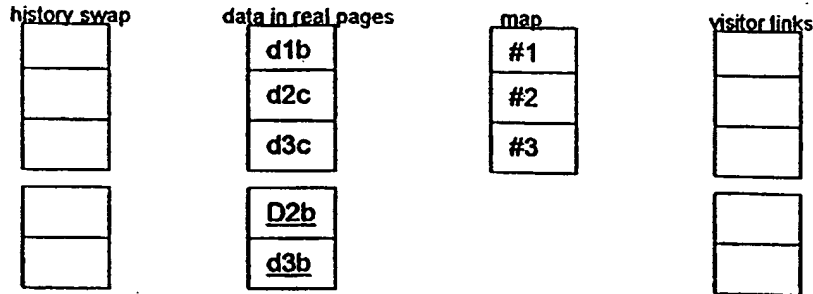 history swap data in real pages map visitor links
d1b #1
d2c #2
d3c #3
D2b
d3b